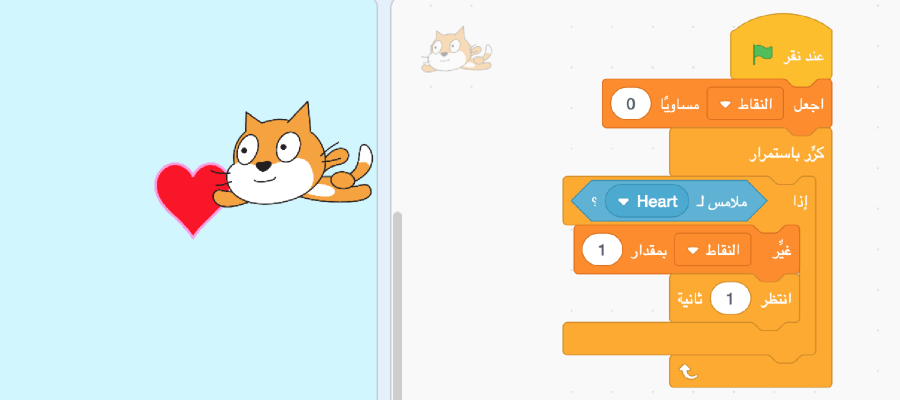 عند نقر
اجعل النقاط مساويًا 0
كرِّر باستمرار
إذا ملامس لـ Heart ؟
غيِّر النقاط بمقدار 1
انتظر 1 ثانية